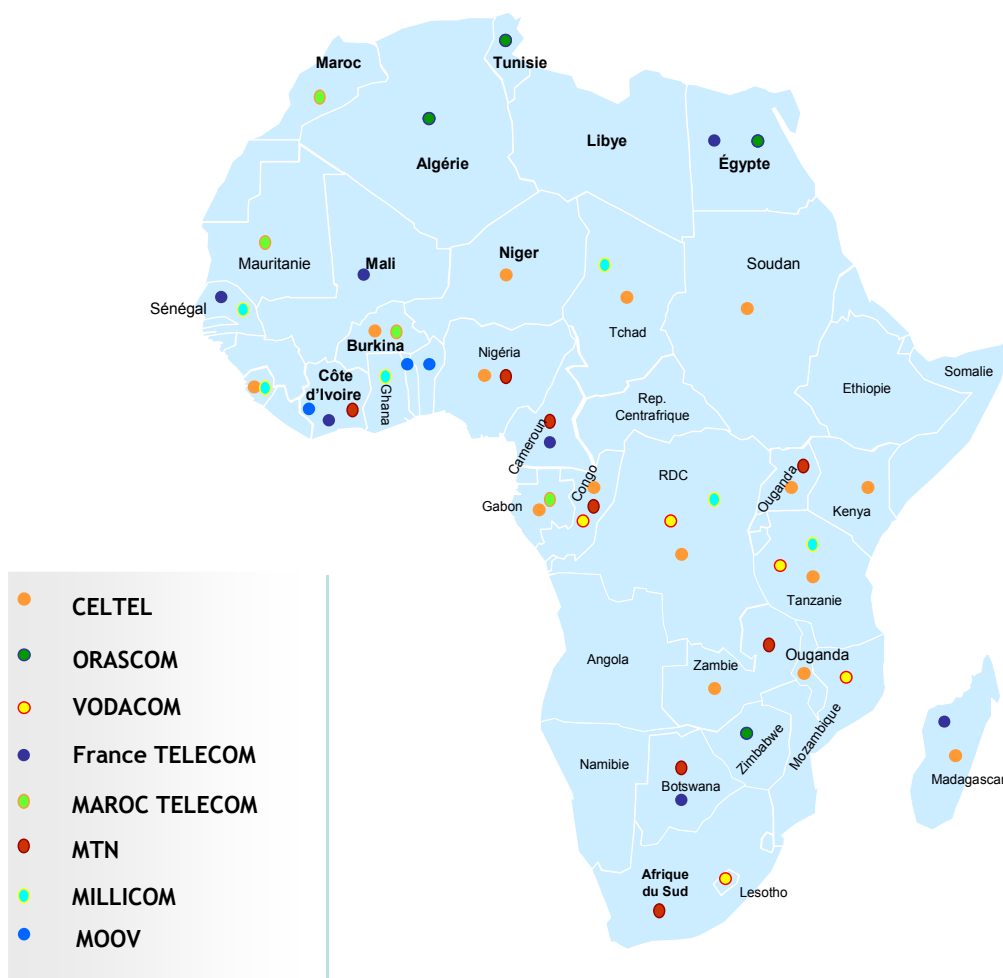 Tunisie
Maroc
Libye
Algérie
Égypte
Mauritanie
Mali
Niger
Soudan
Sénégal
Tchad
Burkina
Nigéria
Côte
d'Ivoire
Ghana
Somalie
Ethiopie
Rep.
Centrafrique
Cameroun
Congo
RDC
Ouganda
Gabon
Kenya
Tanzanie
Angola
Zambie
Ouganda
Mozambique
Zimbabwe
Namibie
Botswana
Madagascar
Afrique
du Sud
Lesotho
CELTEL
ORASCOM
VODACOM
France TELECOM
MAROC TELECOM
MTN
MILLICOM
MOOV